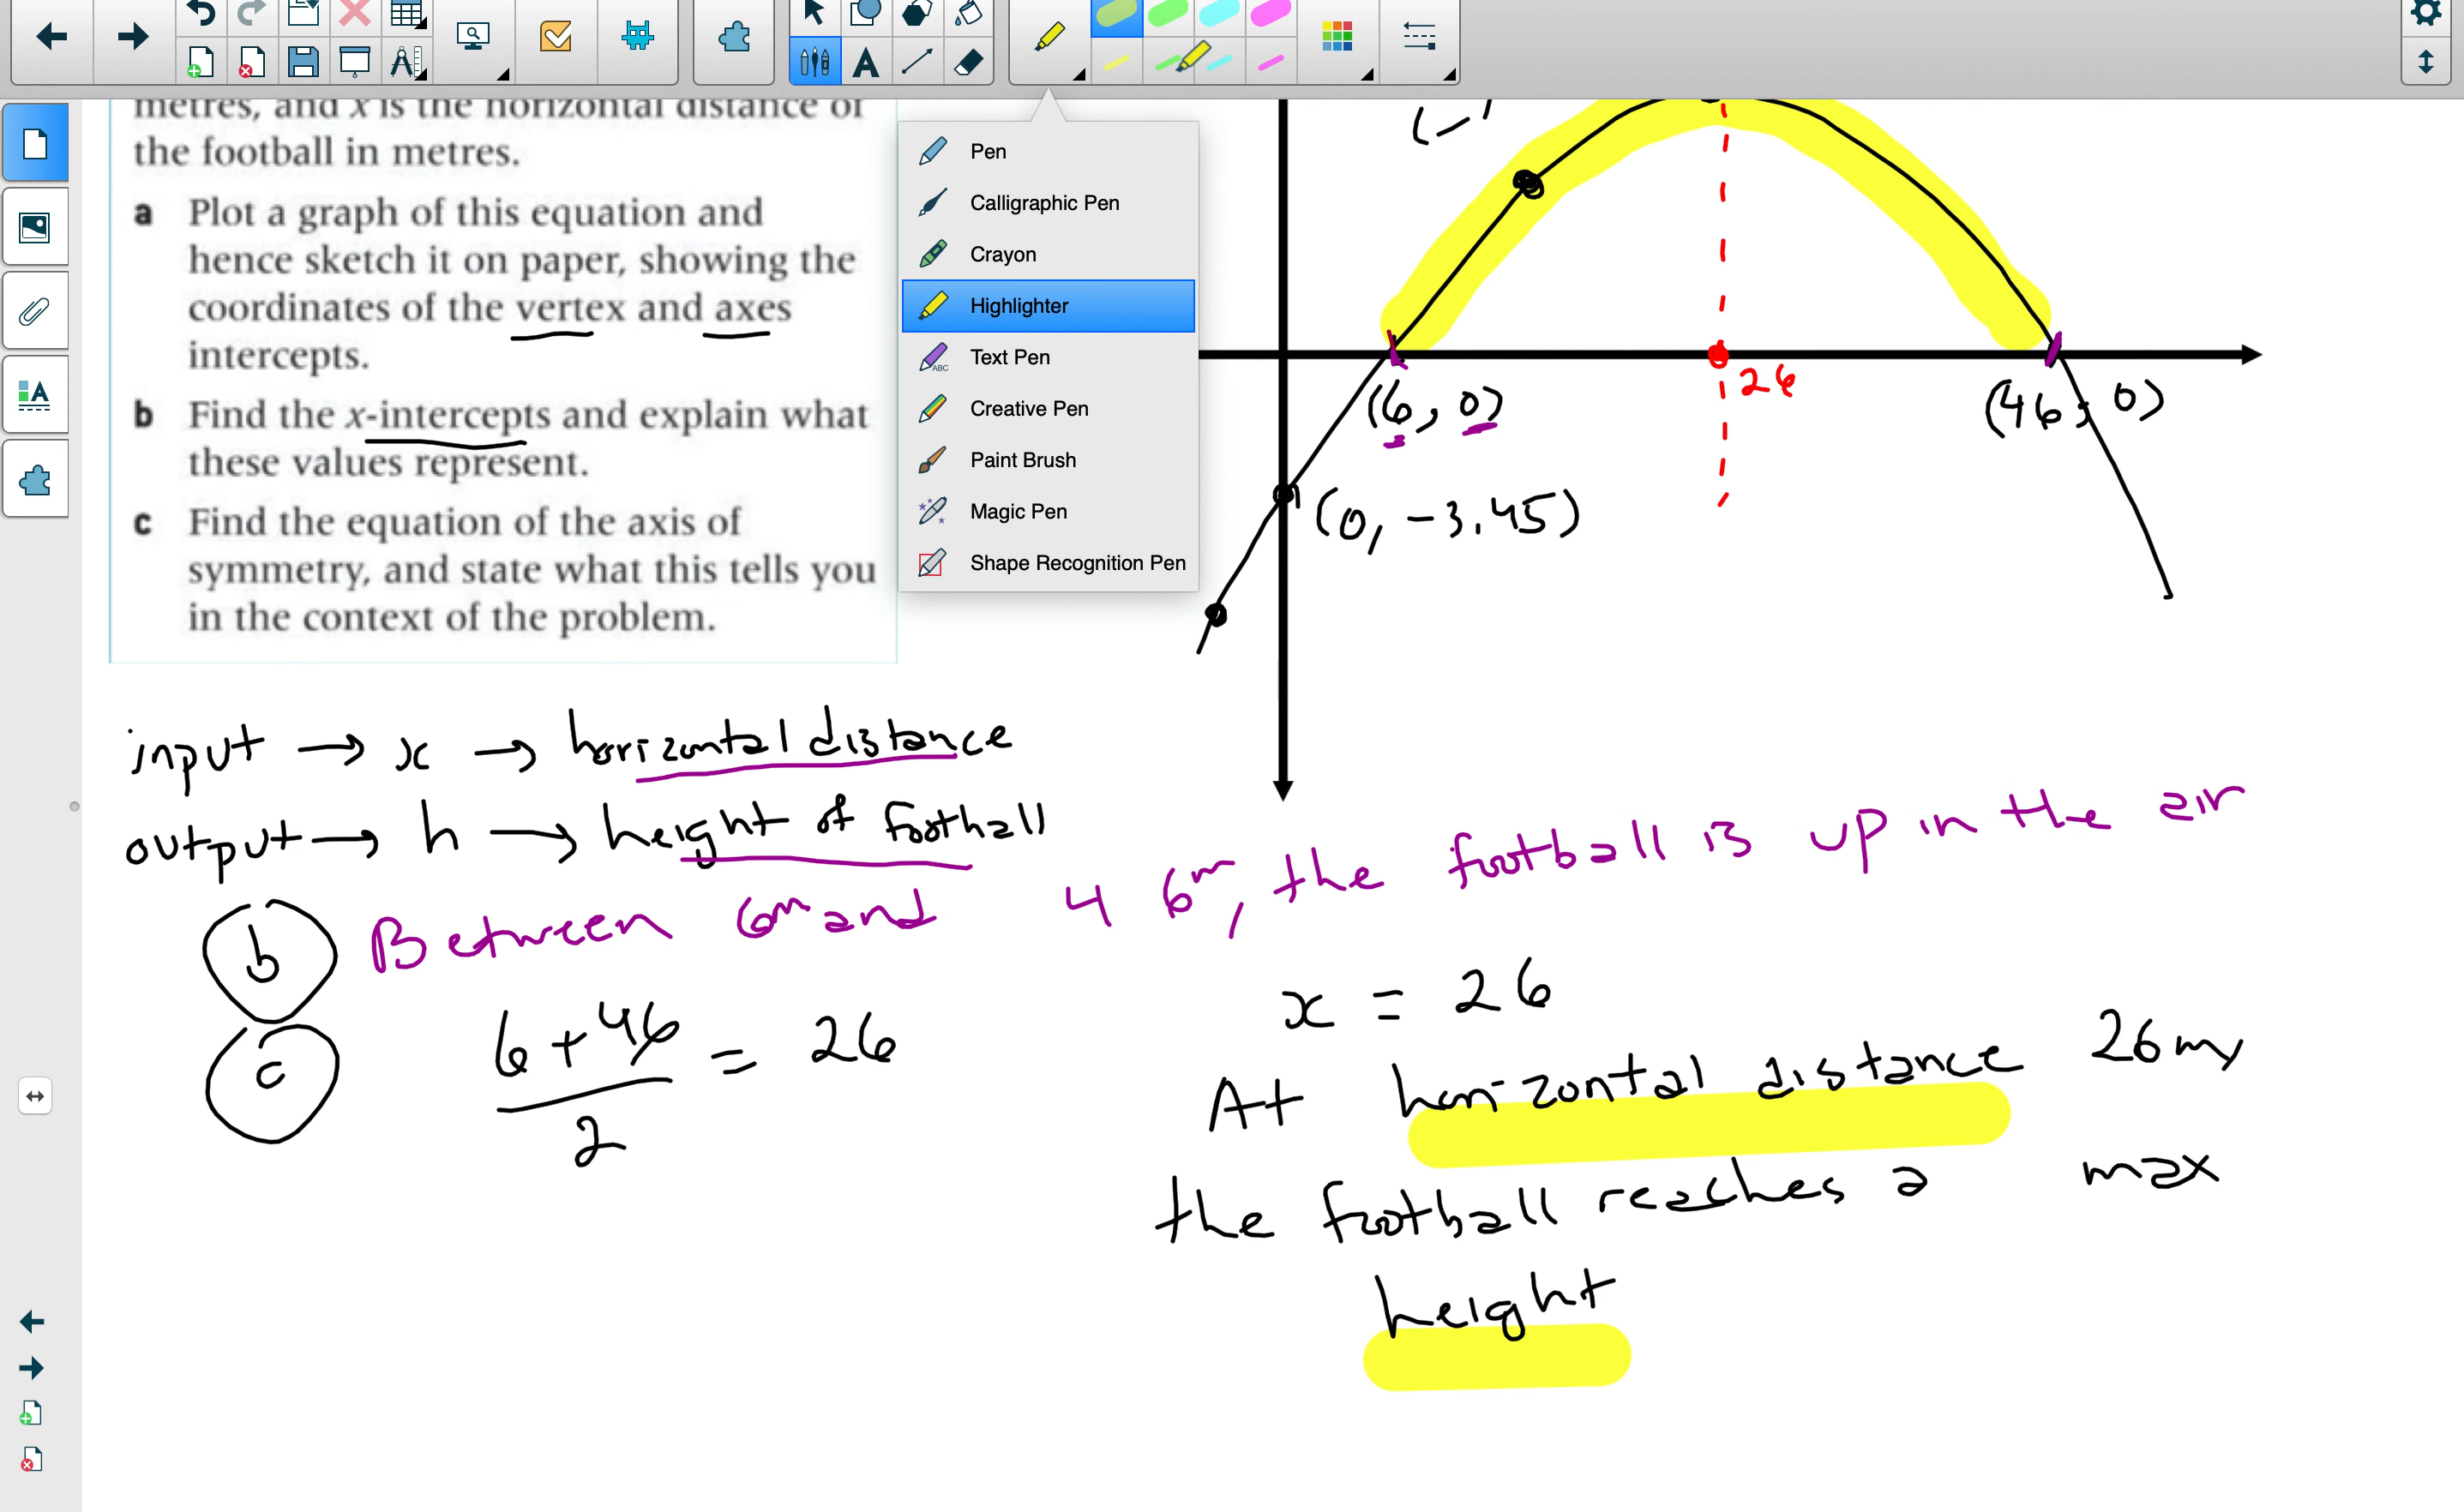 metres, and x is the horizontal distance of
the football in metres.
a Plot a graph of this equation and
hence sketch it on paper, showing the
coordinates of the vertex and axes
intercepts.
b Find the x-intercepts and explain what
these values represent.
c Find the equation of the axis of
symmetry, and state what this tells you
in the context of the problem.
Pen
Calligraphic Pen
Crayon
Highlighter
Text Pen
ABC
Creative Pen
Paint Brush
Magic Pen
Shape Recognition Pen
26
(6, 0)
(46, 0)
(0, -3.45)
input → x → horizontal distance
output → h → height of football
b Between 6m and 46m, the football is up in the air
c 6 + 46 / 2 = 26
x = 26
At horizontal distance 26m,
the football reaches a max
height